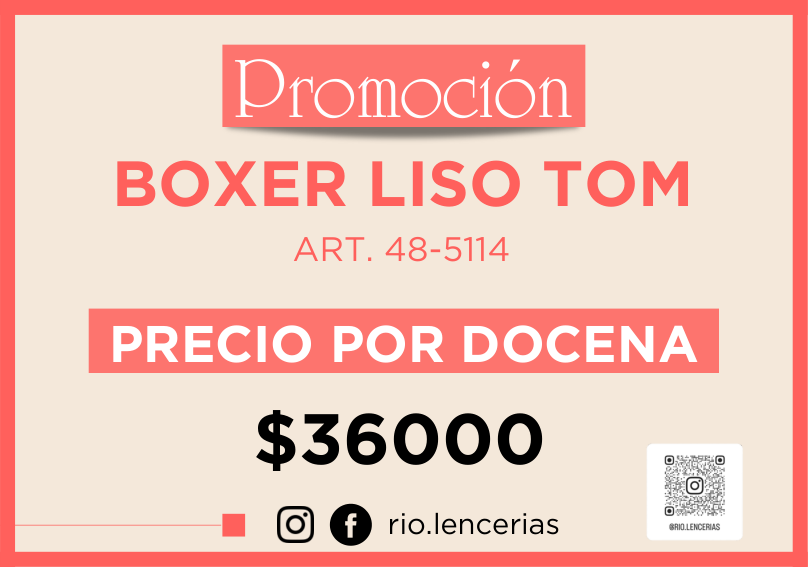 Promoción
BOXER LISO TOM
ART. 48-5114
PRECIO POR DOCENA
$36000
rio.lencerias
@RIO.LENCERIAS